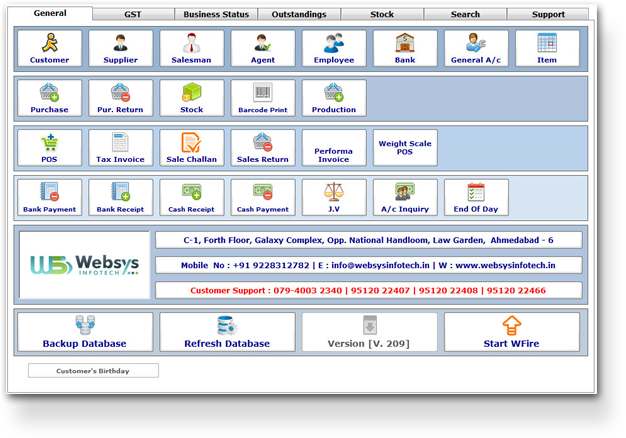 General GST Business Status Outstandings Stock Search Support
Customer Supplier Salesman Agent Employee Bank General A/c Item
Purchase Pur. Return Stock Barcode Print Production
POS Tax Invoice Sale Challan Sales Return Performa Invoice Weight Scale POS
Bank Payment Bank Receipt Cash Receipt Cash Payment J.V A/c Inquiry End Of Day
WS Websys
INFOTECH
C-1, Forth Floor, Galaxy Complex, Opp. National Handloom, Law Garden, Ahmedabad - 6
Mobile No : +91 9228312782 | E : info@websysinfotech.in | W : www.websysinfotech.in
Customer Support : 079-4003 2340 | 95120 22407 | 95120 22408 | 95120 22466
Backup Database Refresh Database Version [V. 209] Start WFire
Customer's Birthday